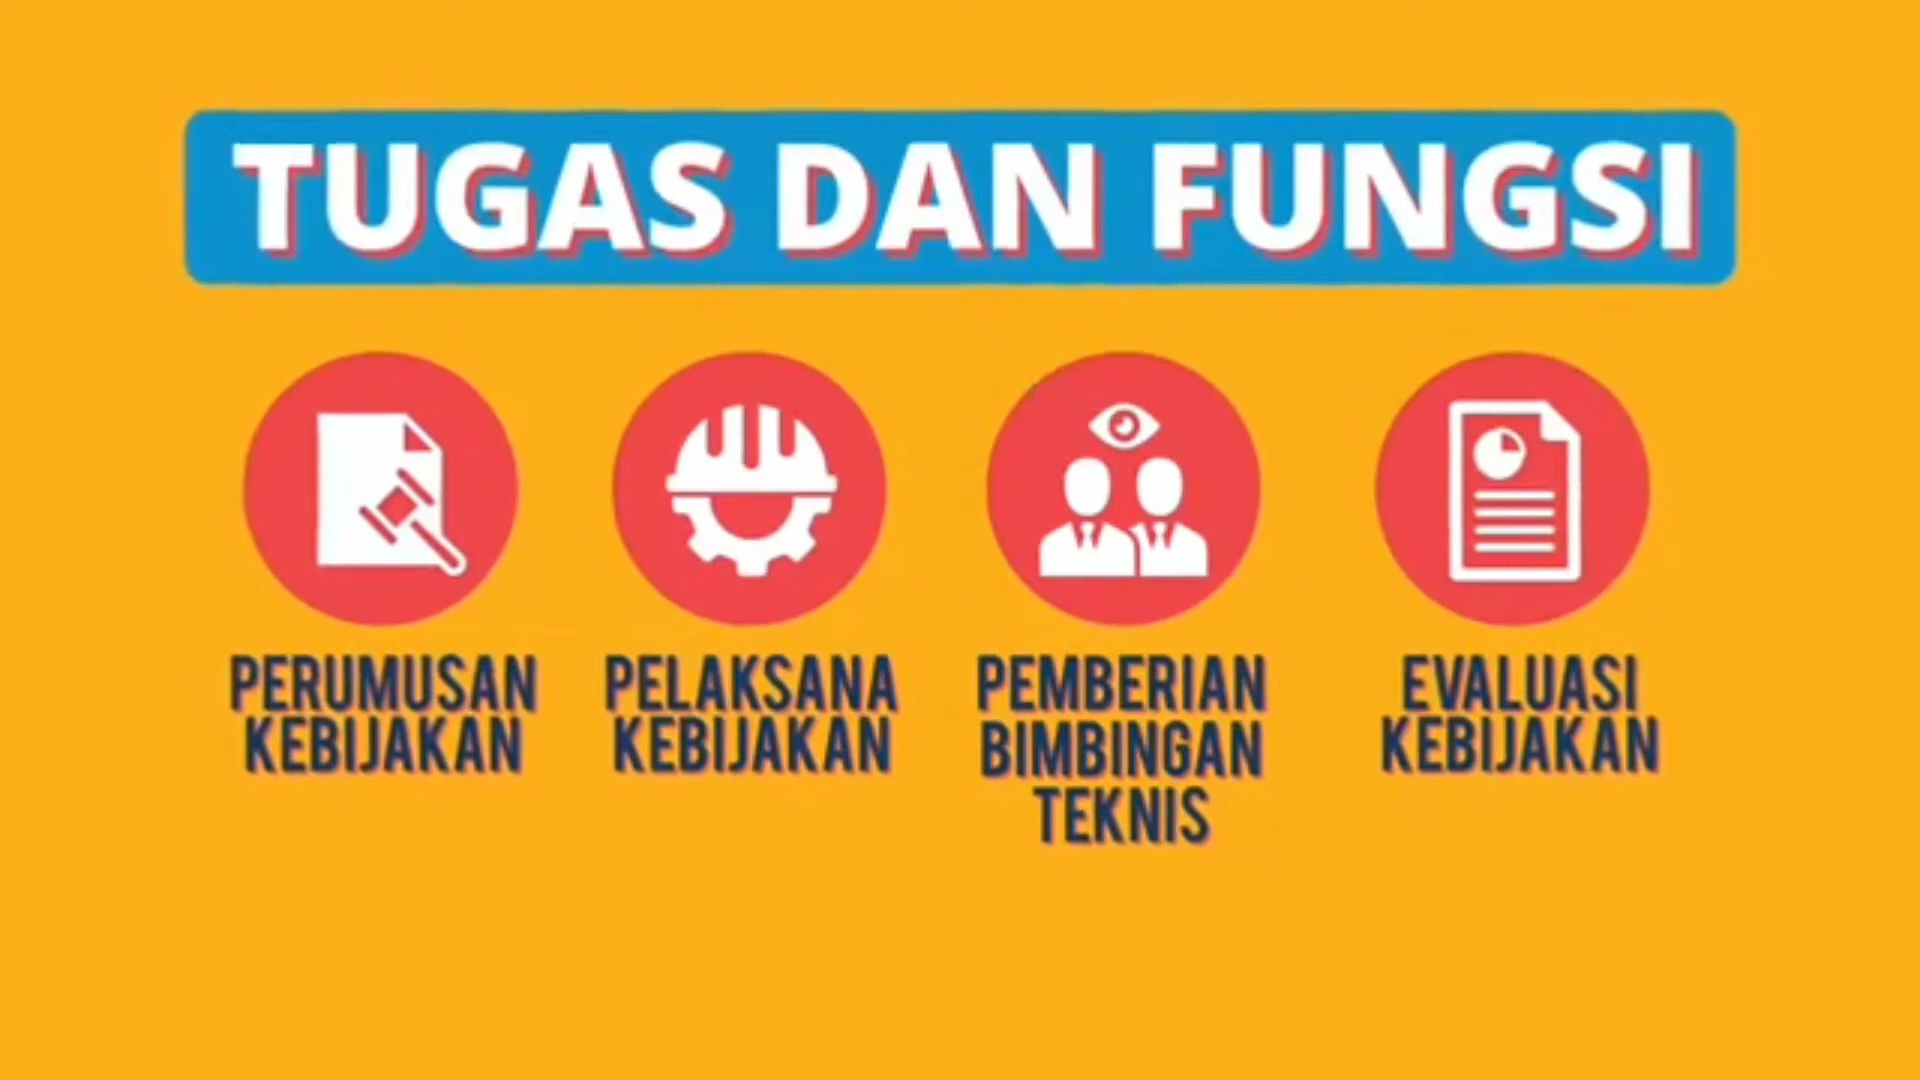 TUGAS DAN FUNGSI
PERUMUSAN
KEBIJAKAN
PELAKSANA
KEBIJAKAN
PEMBERIAN
BIMBINGAN
TEKNIS
EVALUASI
KEBIJAKAN